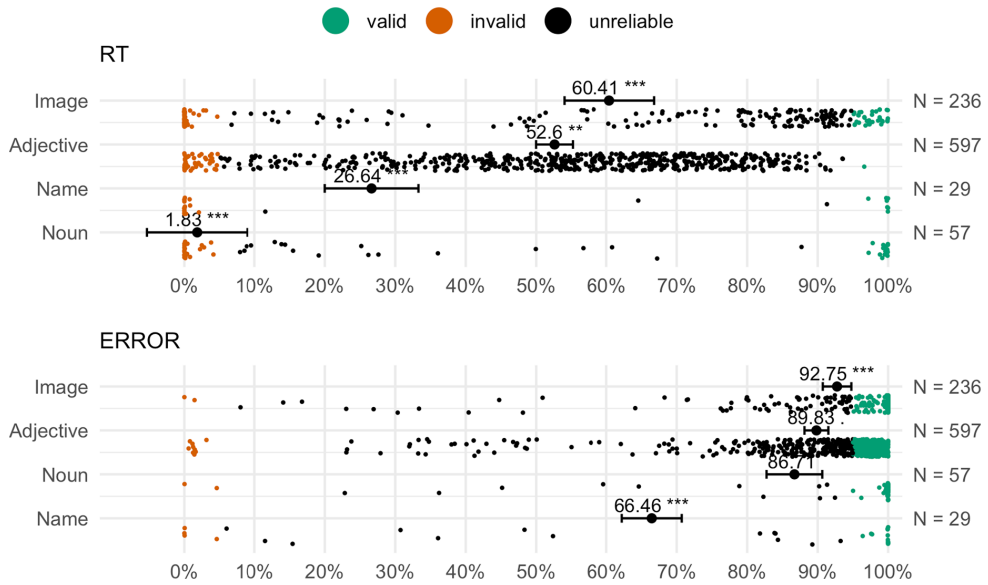 valid invalid unreliable
RT
60.41 ***
Image N = 236
52.6 **
Adjective N = 597
26.64 ***
Name N = 29
1.83 ***
Noun N = 57
0% 10% 20% 30% 40% 50% 60% 70% 80% 90% 100%
ERROR
92.75 ***
Image N = 236
89.83 .
Adjective N = 597
86.71
Noun N = 57
66.46 ***
Name N = 29
0% 10% 20% 30% 40% 50% 60% 70% 80% 90% 100%